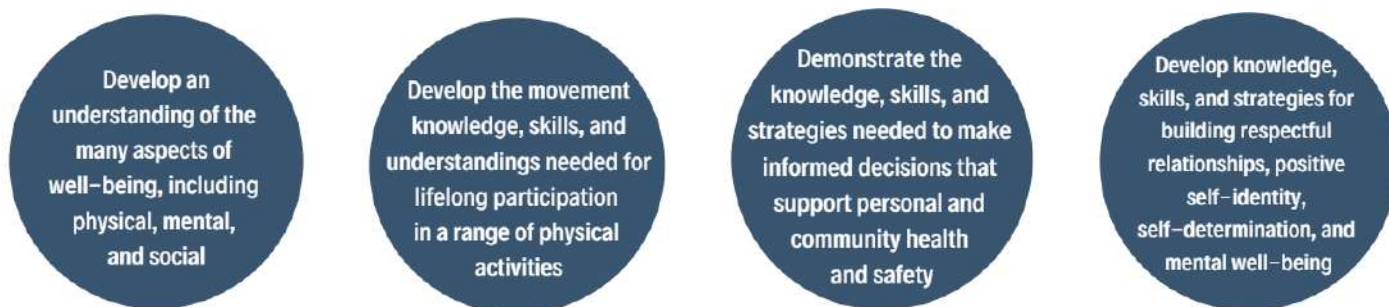 Develop an
understanding of the
many aspects of
well-being, including
physical, mental,
and social
Develop the movement
knowledge, skills, and
understandings needed for
lifelong participation
in a range of physical
activities
Demonstrate the
knowledge, skills, and
strategies needed to make
informed decisions that
support personal and
community health
and safety
Develop knowledge,
skills, and strategies for
building respectful
relationships, positive
self-identity,
self-determination, and
mental well-being